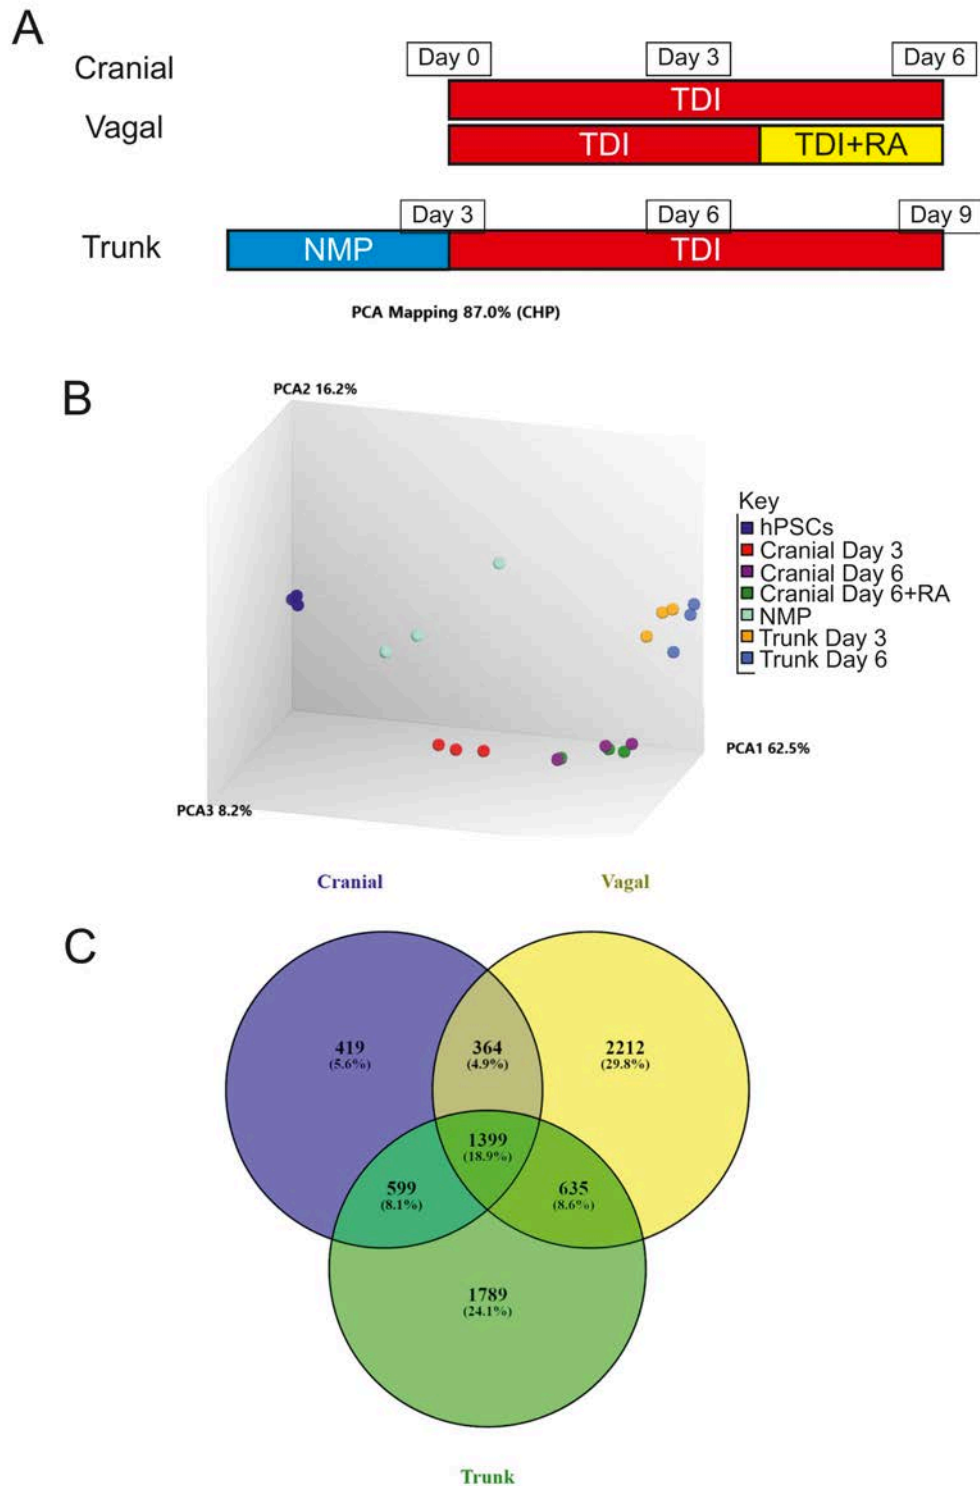 A
Cranial
Day 0
Day 3
Day 6
TDI
Vagal
TDI
TDI+RA
Trunk
Day 3
Day 6
Day 9
NMP
TDI
PCA Mapping 87.0% (CHP)
B
PCA2 16.2%
Key
hPSCs
Cranial Day 3
Cranial Day 6
Cranial Day 6+RA
NMP
Trunk Day 3
Trunk Day 6
PCA1 62.5%
PCA3 8.2%
Cranial
Vagal
C
419
(5.6%)
364
(4.9%)
2212
(29.8%)
1399
(18.9%)
599
(8.1%)
635
(8.6%)
1789
(24.1%)
Trunk